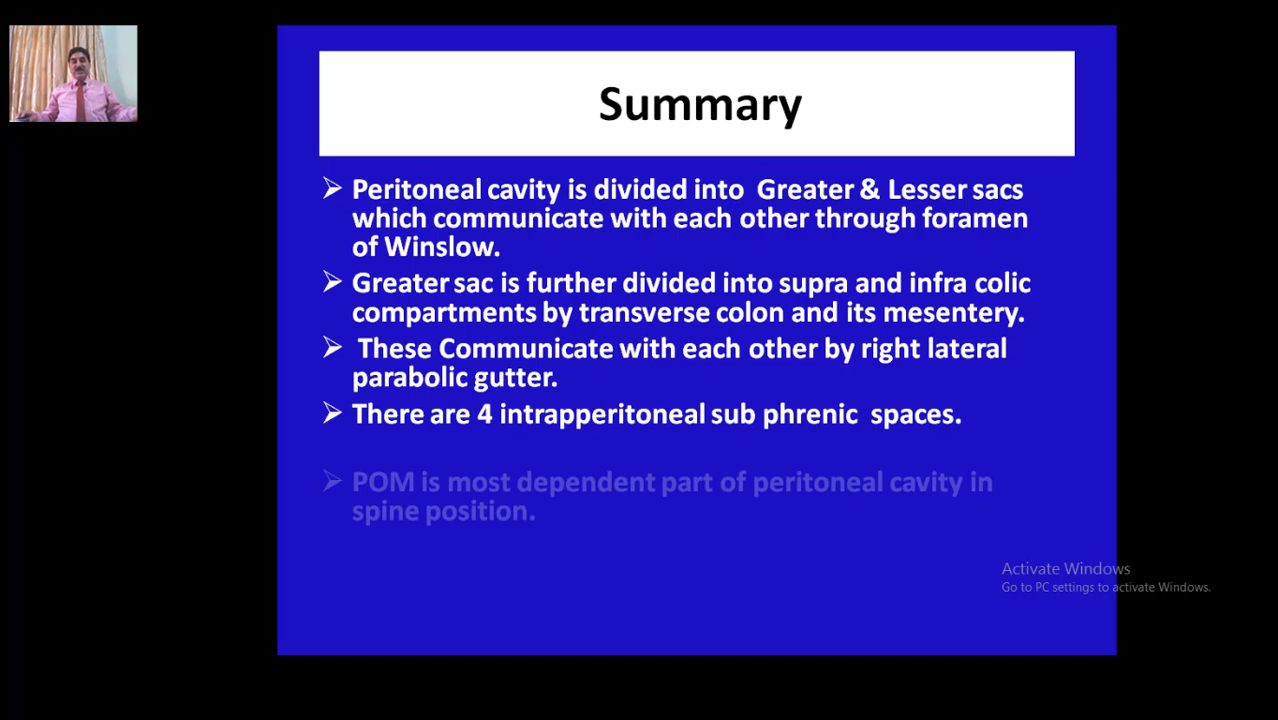 Summary
Peritoneal cavity is divided into Greater & Lesser sacs
which communicate with each other through foramen
of Winslow.
Greater sac is further divided into supra and infra colic
compartments by transverse colon and its mesentery.
These Communicate with each other by right lateral
parabolic gutter.
There are 4 intrapperitoneal sub phrenic spaces.
POM is most dependent part of peritoneal cavity in
spine position.
Activate Windows
Go to PC settings to activate Windows.